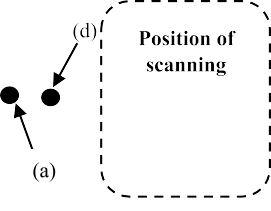 (d)
Position of
scanning
(a)